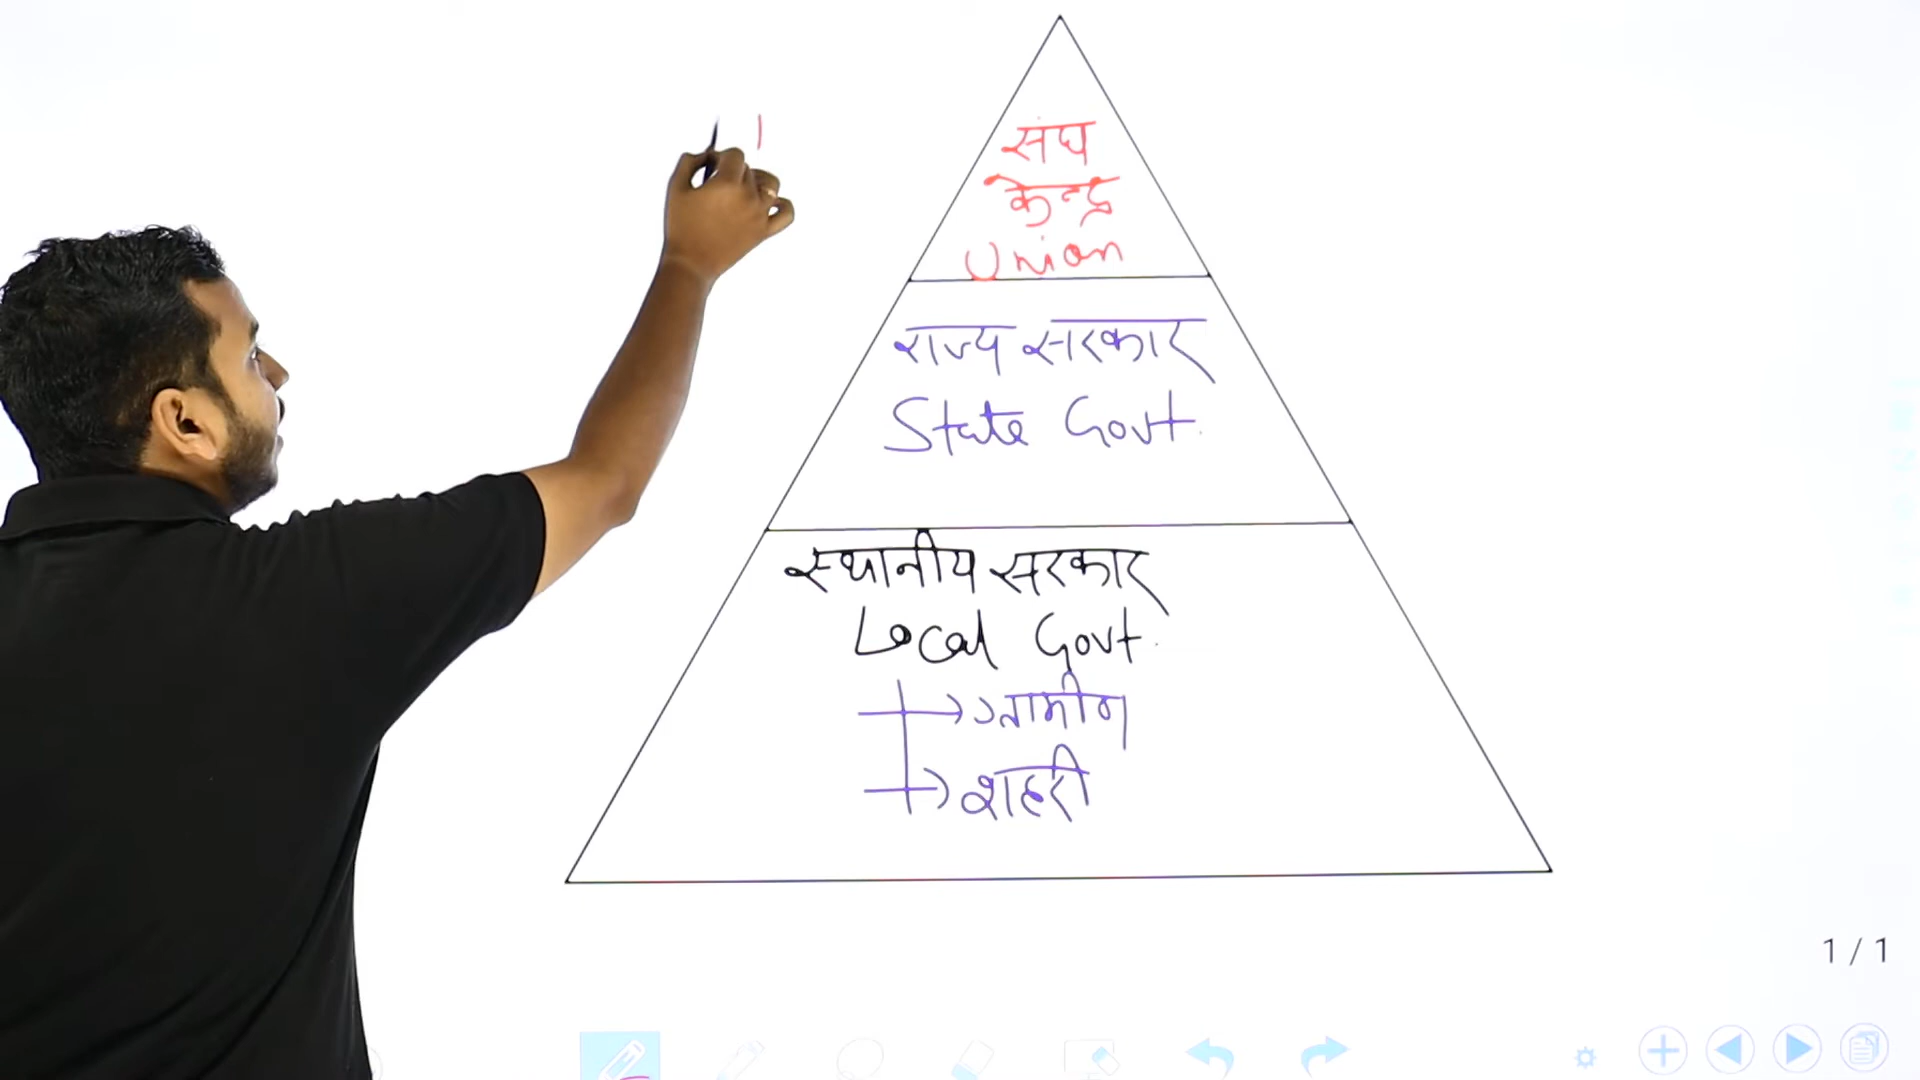 संघ
केन्द्र
Union
राज्य सरकार
State Govt.
स्थानीय सरकार
Local Govt.
ग्रामीण
शहरी
1 / 1